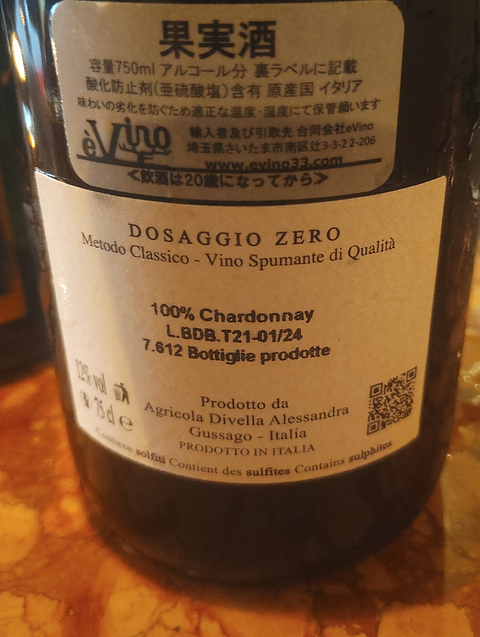 果実酒
容量750ml アルコール分 裏ラベルに記載
酸化防止剤(亜硫酸塩)含有 原産国 イタリア
味わいの劣化を防ぐため適正な温度・湿度にて保管願います
èVino
輸入者及び引取先 合同会社eVino
埼玉県さいたま市南区辻3-3-2 2-206
www.evino33.com
≪飲酒は20歳になってから≫
DOSAGGIO ZERO
Metodo Classico - Vino Spumante di Qualità
100% Chardonnay
L.BDB.T21-01/24
7.612 Bottiglie prodotte
12% vol
75 cl e
Prodotto da
Agricola Divella Alessandra
Gussago - Italia
PRODOTTO IN ITALIA
Contiene solfiti Contient des sulfites Contains sulphites